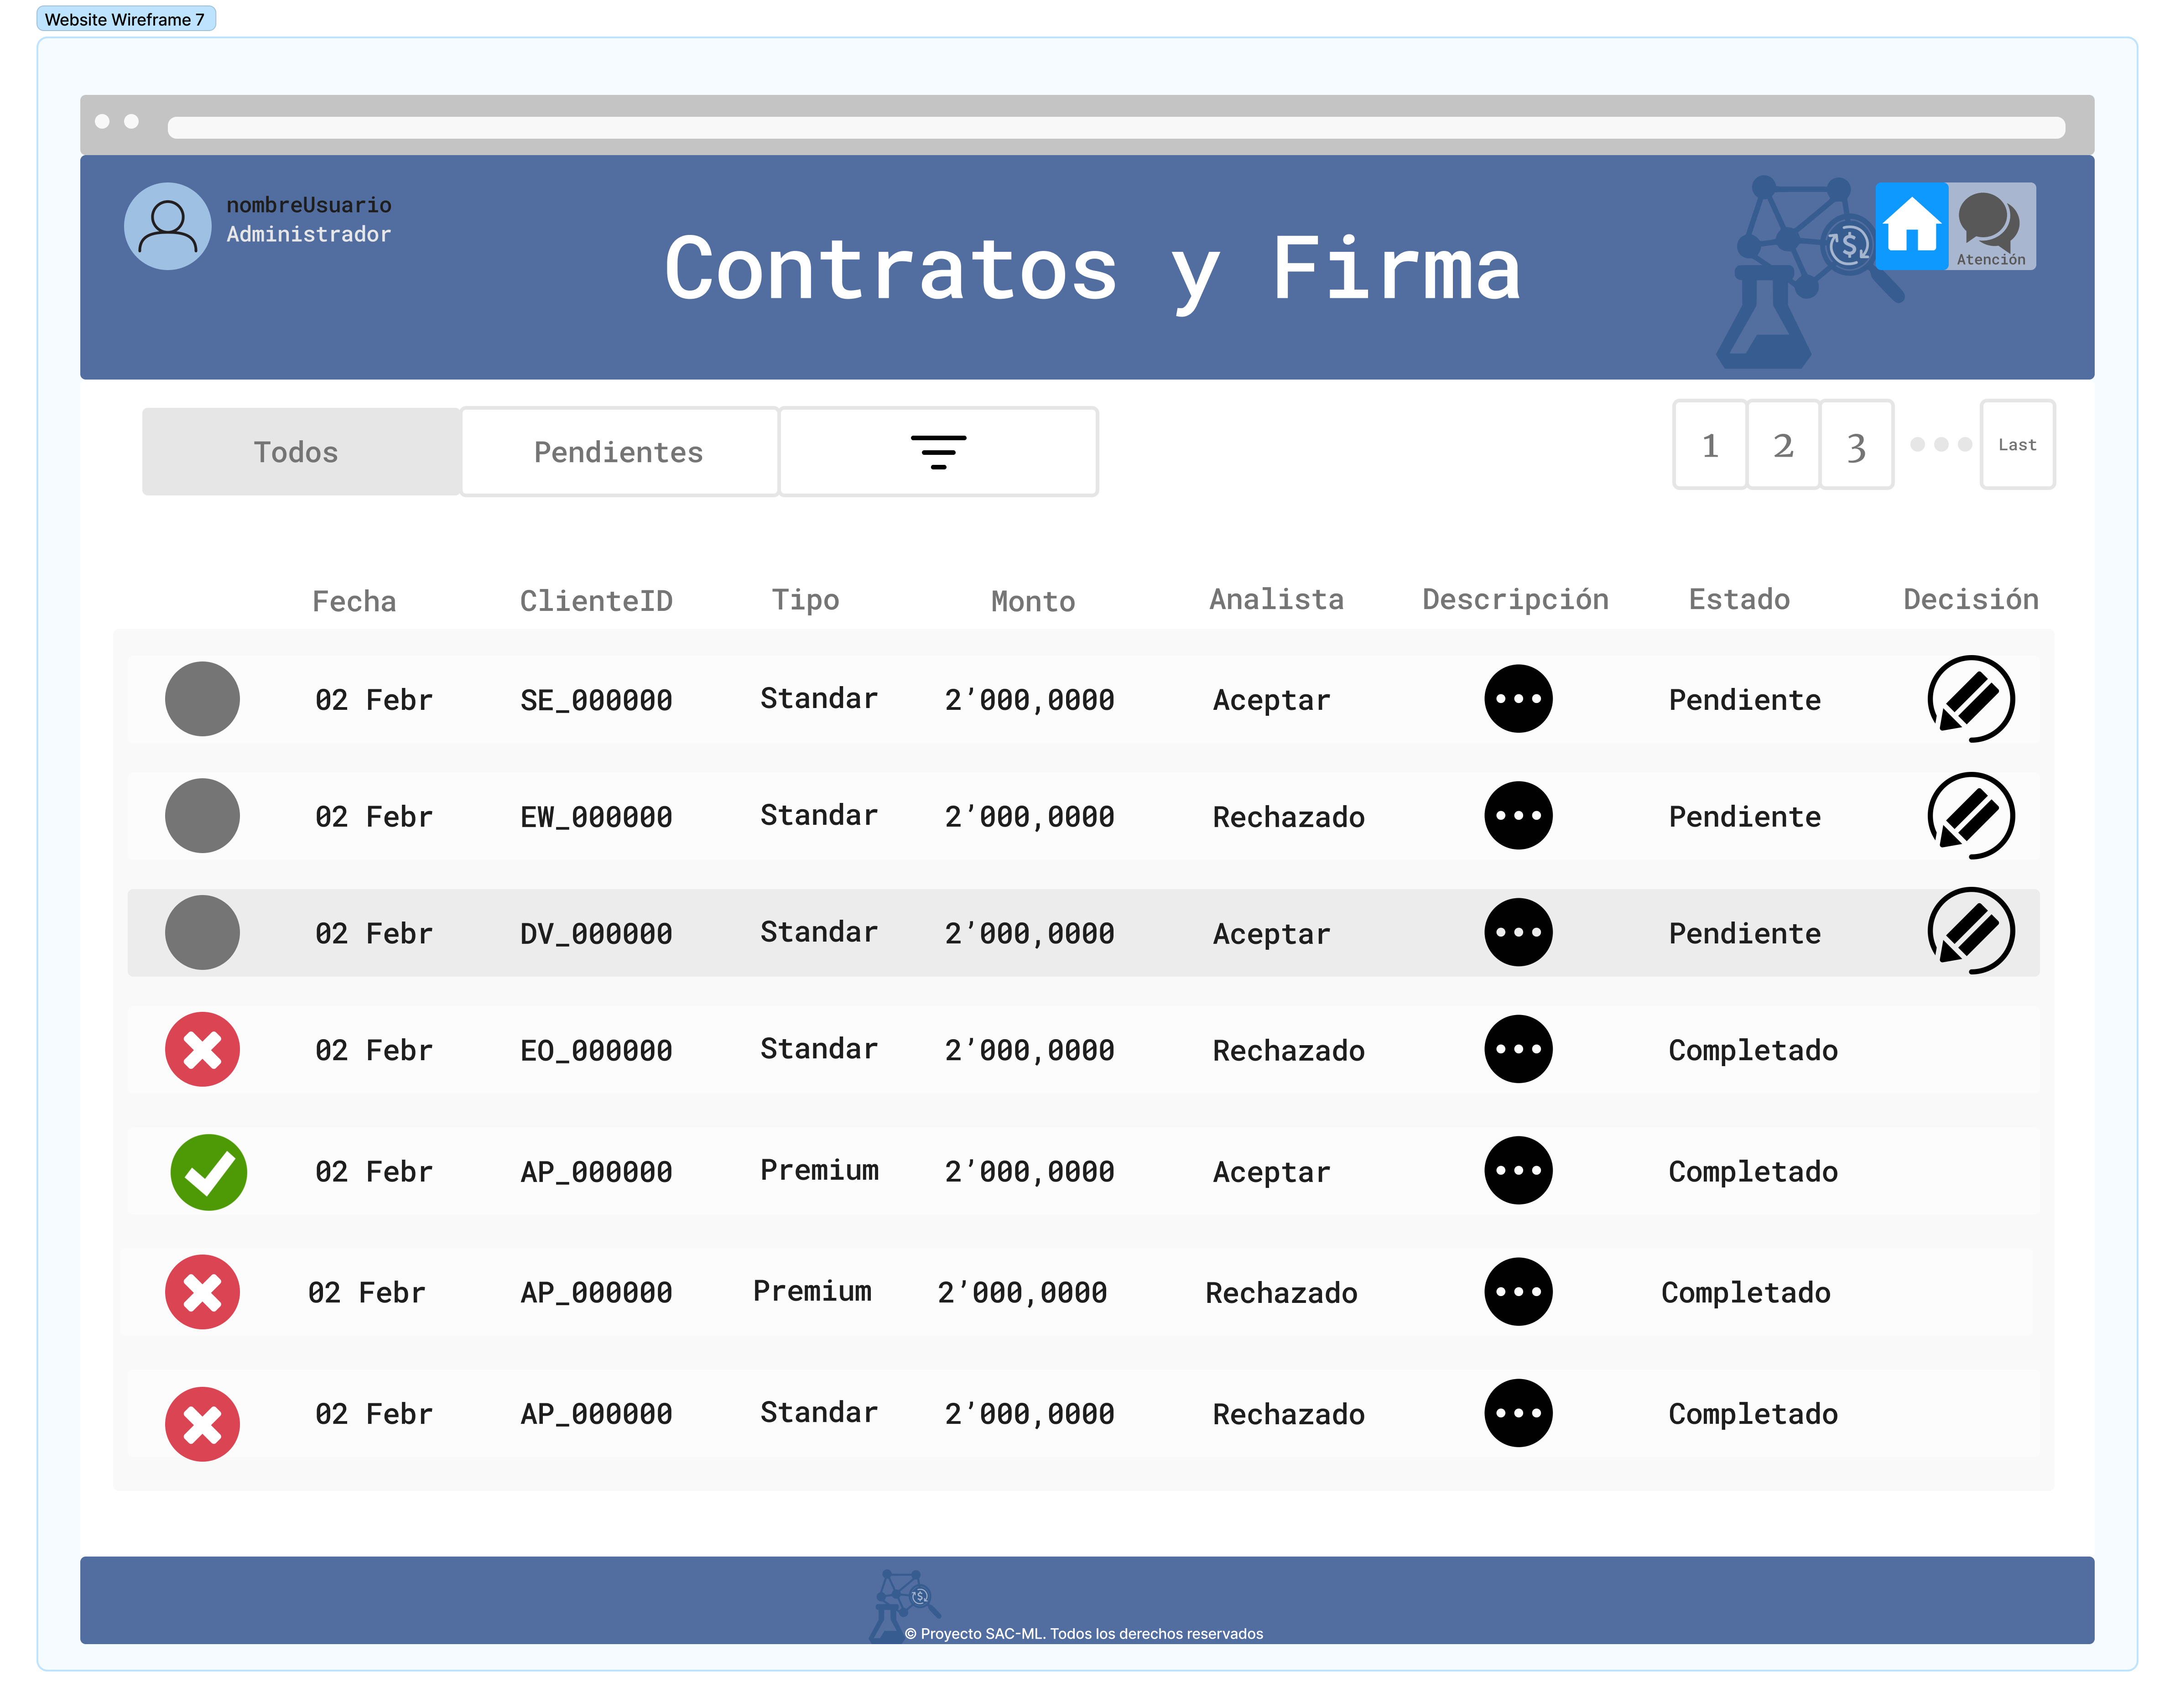 Website Wireframe 7
nombreUsuario
Administrador
Contratos y Firma
$
Atención
Todos Pendientes
1 2 3 Last
Fecha ClienteID Tipo Monto Analista Descripción Estado Decisión
02 Febr SE_000000 Standar 2’000,0000 Aceptar Pendiente
02 Febr EW_000000 Standar 2’000,0000 Rechazado Pendiente
02 Febr DV_000000 Standar 2’000,0000 Aceptar Pendiente
02 Febr EO_000000 Standar 2’000,0000 Rechazado Completado
02 Febr AP_000000 Premium 2’000,0000 Aceptar Completado
02 Febr AP_000000 Premium 2’000,0000 Rechazado Completado
02 Febr AP_000000 Standar 2’000,0000 Rechazado Completado
$
© Proyecto SAC-ML. Todos los derechos reservados